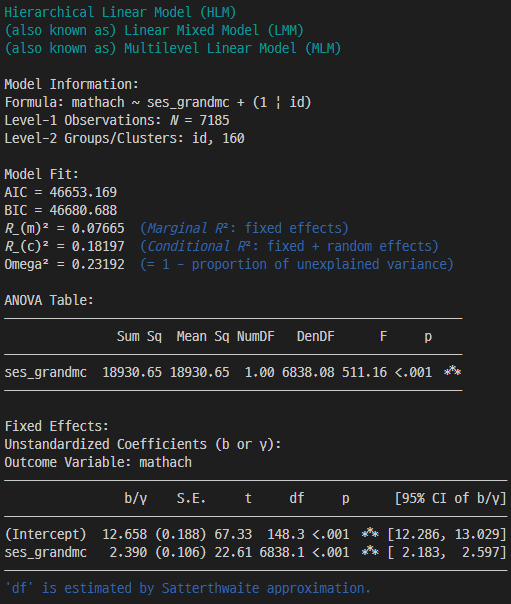 Hierarchical Linear Model (HLM)
(also known as) Linear Mixed Model (LMM)
(also known as) Multilevel Linear Model (MLM)
Model Information:
Formula: mathach ~ ses_grandmc + (1 ¦ id)
Level-1 Observations: N = 7185
Level-2 Groups/Clusters: id, 160
Model Fit:
AIC = 46653.169
BIC = 46680.688
R_(m)² = 0.07665 (Marginal R²: fixed effects)
R_(c)² = 0.18197 (Conditional R²: fixed + random effects)
Omega² = 0.23192 (= 1 - proportion of unexplained variance)
ANOVA Table:
Sum Sq Mean Sq NumDF DenDF F p
ses_grandmc 18930.65 18930.65 1.00 6838.08 511.16 <.001 ***
Fixed Effects:
Unstandardized Coefficients (b or γ):
Outcome Variable: mathach
b/γ S.E. t df p [95% CI of b/γ]
(Intercept) 12.658 (0.188) 67.33 148.3 <.001 *** [12.286, 13.029]
ses_grandmc 2.390 (0.106) 22.61 6838.1 <.001 *** [ 2.183, 2.597]
'df' is estimated by Satterthwaite approximation.